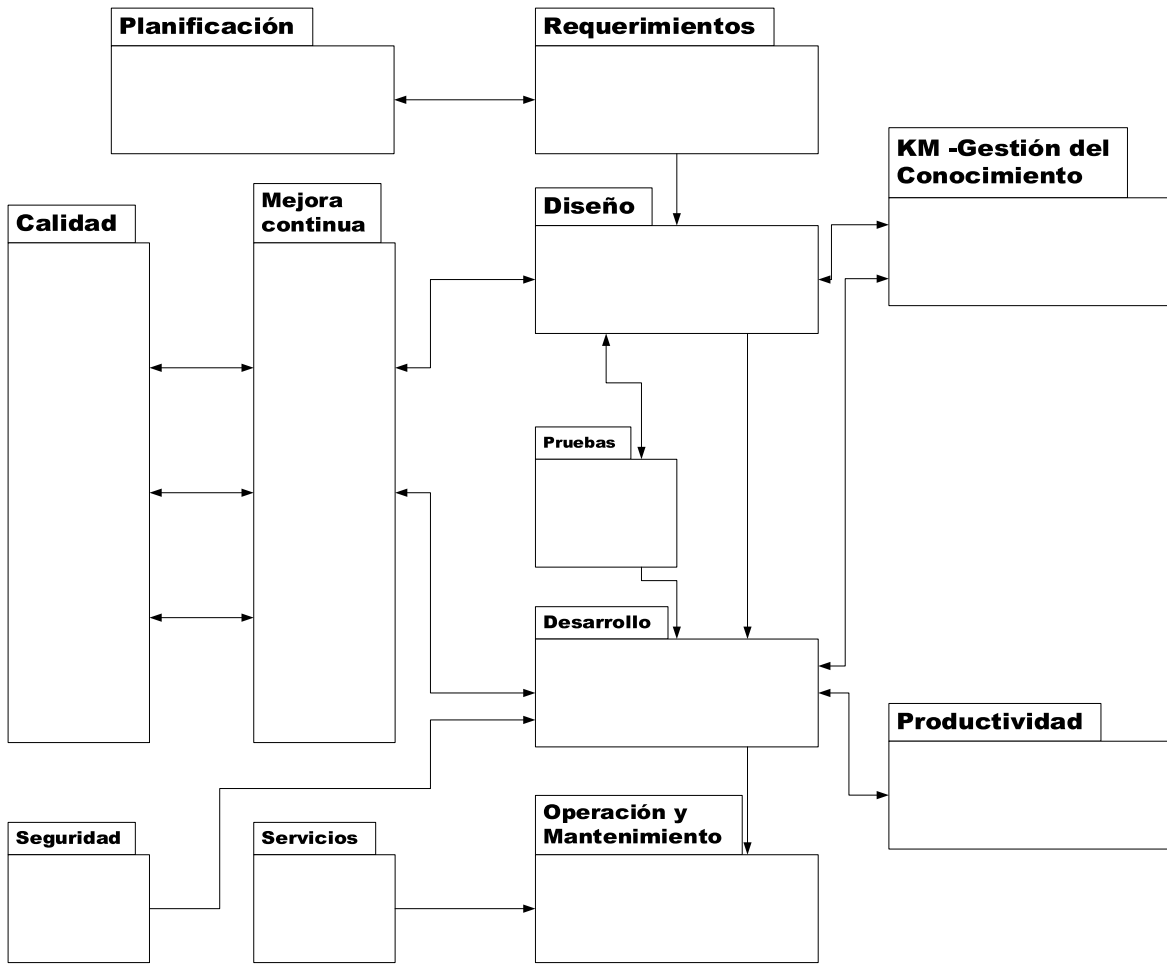 Planificación
Requerimientos
KM -Gestión del
Conocimiento
Mejora
continua
Diseño
Calidad
Pruebas
Desarrollo
Productividad
Operación y
Mantenimiento
Seguridad
Servicios